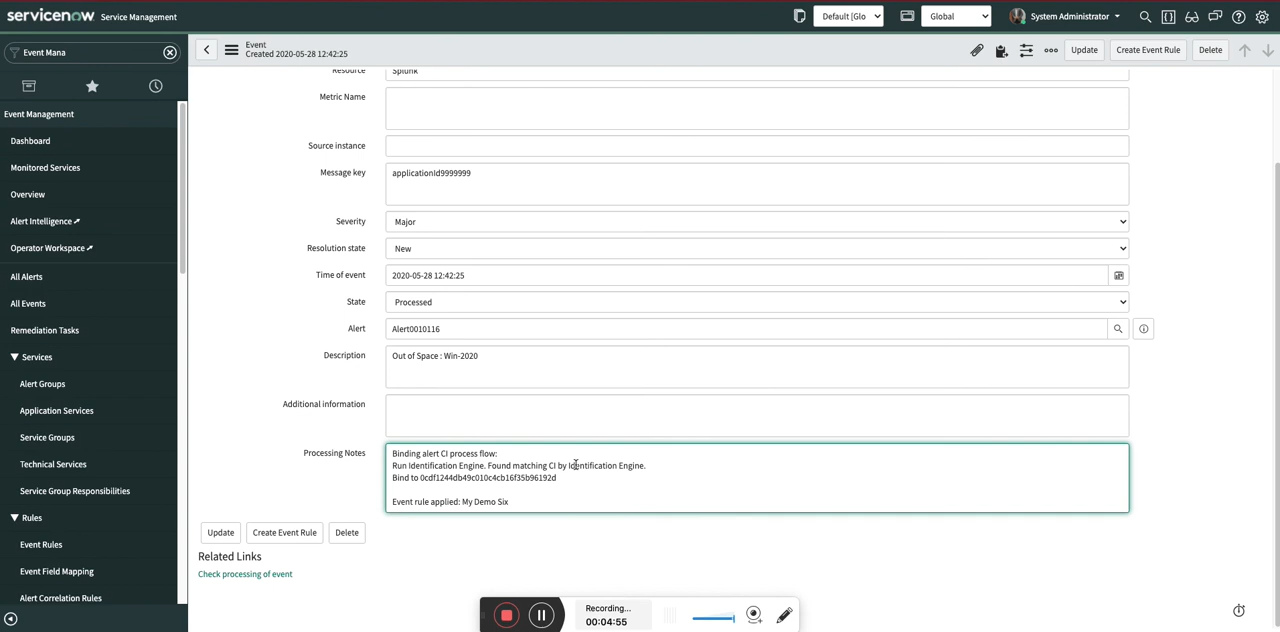 servicenow Service Management
Default [Glo
Global
System Administrator
Event Mana
Event
Created 2020-05-28 12:42:25
Update
Create Event Rule
Delete
Event Management
Dashboard
Monitored Services
Overview
Alert Intelligence
Operator Workspace
All Alerts
All Events
Remediation Tasks
Services
Alert Groups
Application Services
Service Groups
Technical Services
Service Group Responsibilities
Rules
Event Rules
Event Field Mapping
Alert Correlation Rules
Resource
Splunk
Metric Name
Source instance
Message key
applicationId9999999
Severity
Major
Resolution state
New
Time of event
2020-05-28 12:42:25
State
Processed
Alert
Alert0010116
Description
Out of Space : Win-2020
Additional information
Processing Notes
Binding alert CI process flow:
Run Identification Engine. Found matching CI by Identification Engine.
Bind to 0cdf1244db49c010c4cb16f35b96192d
Event rule applied: My Demo Six
Update
Create Event Rule
Delete
Related Links
Check processing of event
Recording...
00:04:55